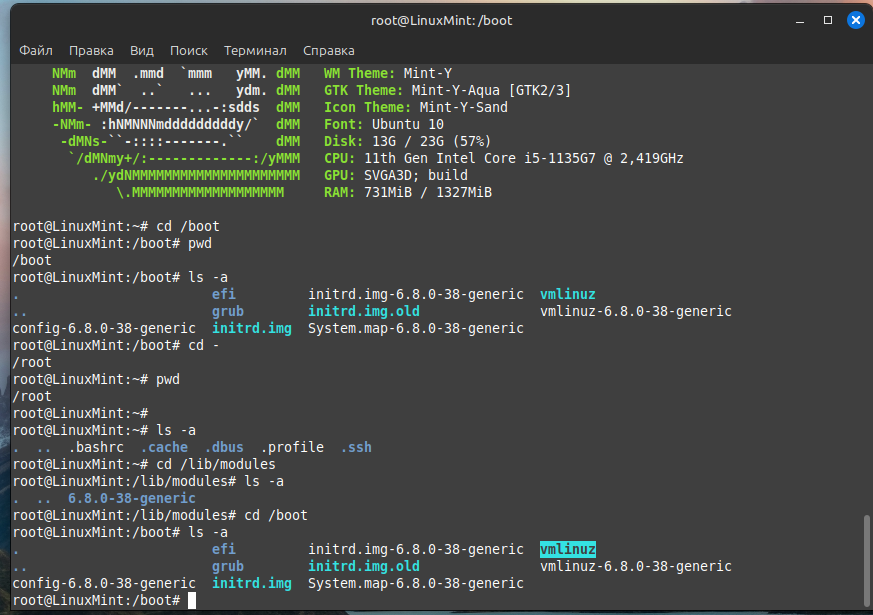 root@LinuxMint: /boot
Файл Правка Вид Поиск Терминал Справка
NMm dMM .mmd `mmm yMM. dMM WM Theme: Mint-Y
NMm dMM` ..` ... ydm. dMM GTK Theme: Mint-Y-Aqua [GTK2/3]
hMM- +MMd/-------...-:sdds dMM Icon Theme: Mint-Y-Sand
-NMm- :hNMNNNmdddddddddy/` dMM Font: Ubuntu 10
-dMNs-``-::::-------.`` dMM Disk: 13G / 23G (57%)
`/dMNmy+/:-------------:/yMMM CPU: 11th Gen Intel Core i5-1135G7 @ 2,419GHz
./ydNMMMMMMMMMMMMMMMMMMMMM GPU: SVGA3D; build
\.MMMMMMMMMMMMMMMMMMM RAM: 731MiB / 1327MiB
root@LinuxMint:~# cd /boot
root@LinuxMint:/boot# pwd
/boot
root@LinuxMint:/boot# ls -a
. efi initrd.img-6.8.0-38-generic vmlinuz
.. grub initrd.img.old vmlinuz-6.8.0-38-generic
config-6.8.0-38-generic initrd.img System.map-6.8.0-38-generic
root@LinuxMint:/boot# cd -
/root
root@LinuxMint:~# pwd
/root
root@LinuxMint:~#
root@LinuxMint:~# ls -a
. .. .bashrc .cache .dbus .profile .ssh
root@LinuxMint:~# cd /lib/modules
root@LinuxMint:/lib/modules# ls -a
. .. 6.8.0-38-generic
root@LinuxMint:/lib/modules# cd /boot
root@LinuxMint:/boot# ls -a
. efi initrd.img-6.8.0-38-generic vmlinuz
.. grub initrd.img.old vmlinuz-6.8.0-38-generic
config-6.8.0-38-generic initrd.img System.map-6.8.0-38-generic
root@LinuxMint:/boot#